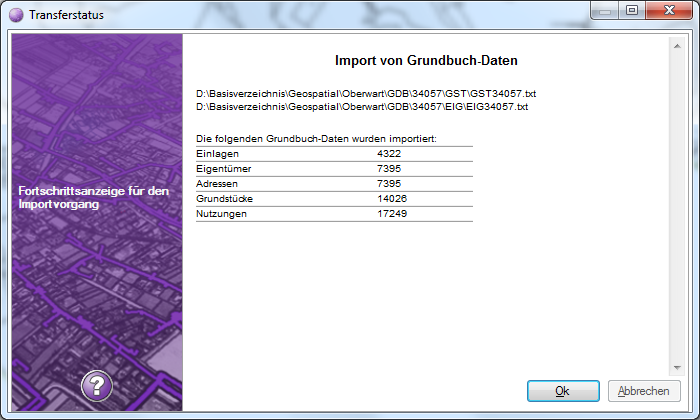 Transferstatus
Import von Grundbuch-Daten
D:\Basisverzeichnis\Geospatial\Oberwart\GDB\34057\GST\GST34057.txt
D:\Basisverzeichnis\Geospatial\Oberwart\GDB\34057\EIG\EIG34057.txt
Die folgenden Grundbuch-Daten wurden importiert:
Einlagen 4322
Eigentümer 7395
Adressen 7395
Grundstücke 14026
Nutzungen 17249
Fortschrittsanzeige für den
Importvorgang
?
Ok Abbrechen